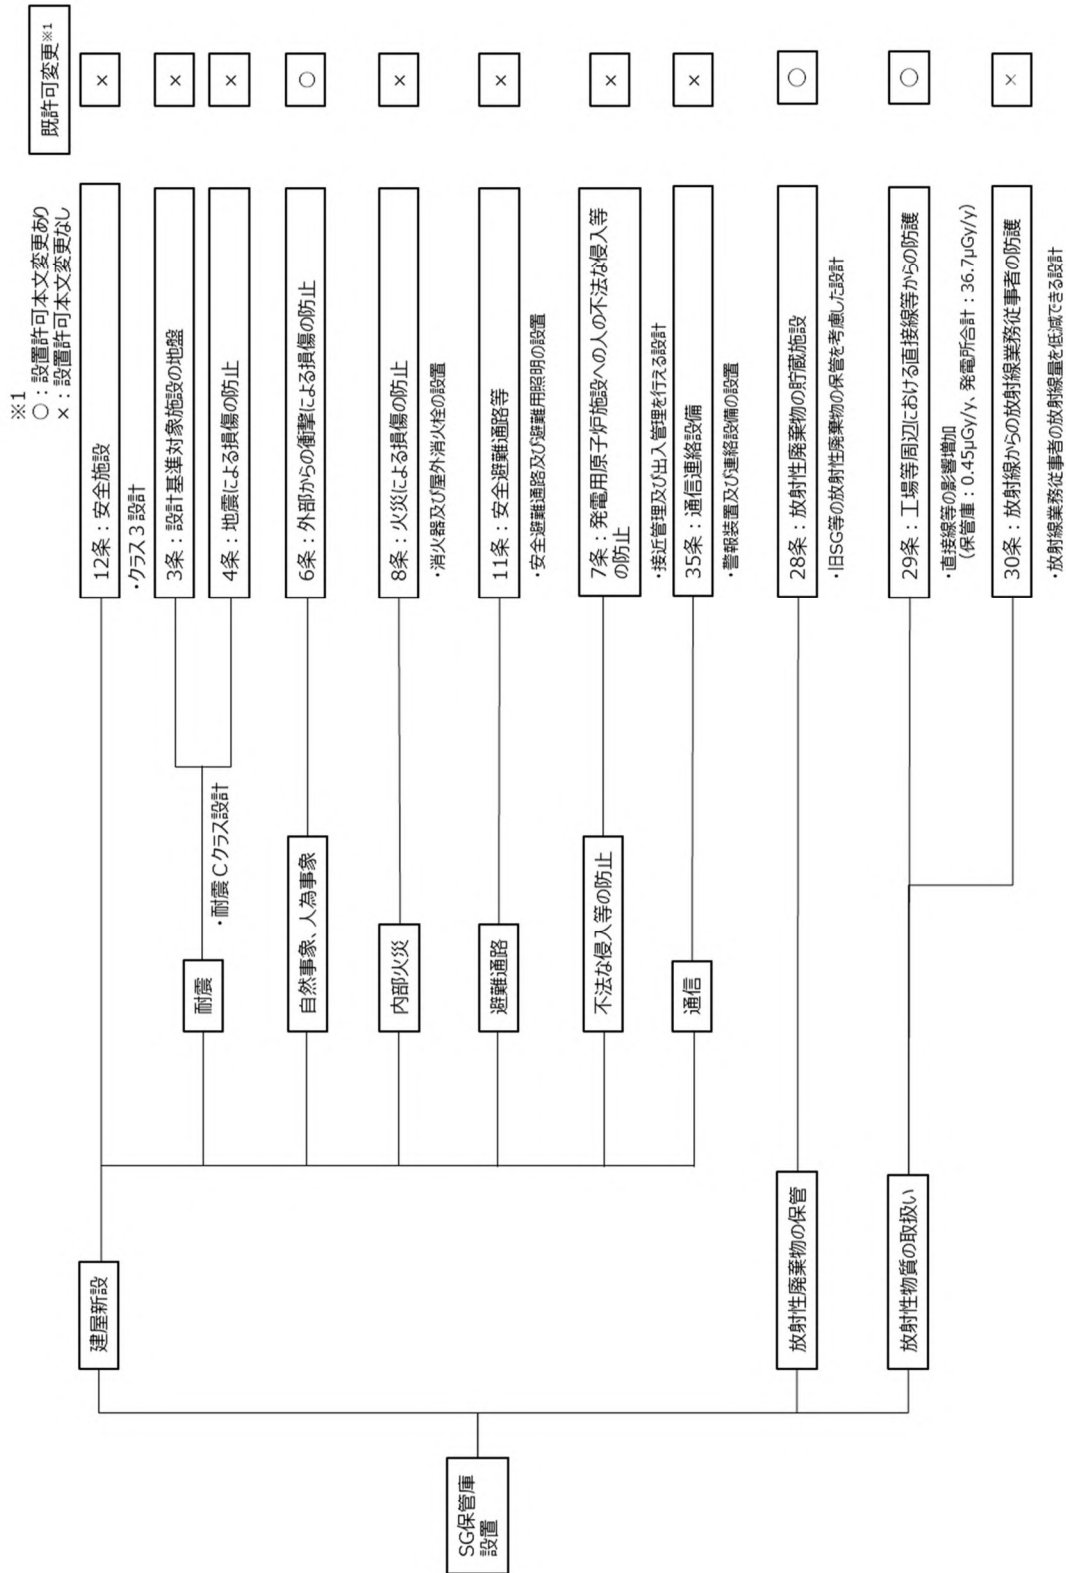 ※1
○：設置許可本文変更あり
×：設置許可本文変更なし
既許可変更※1
SG保管庫
設置
建屋新設
12条：安全施設
×
・クラス３設計
耐震
・耐震Ｃクラス設計
3条：設計基準対象施設の地盤
×
4条：地震による損傷の防止
×
自然事象、人為事象
6条：外部からの衝撃による損傷の防止
○
内部火災
8条：火災による損傷の防止
×
・消火器及び屋外消火栓の設置
避難通路
11条：安全避難通路等
×
・安全避難通路及び避難用照明の設置
不法な侵入等の防止
7条：発電用原子炉施設への人の不法な侵入等
の防止
×
・接近管理及び出入管理を行える設計
通信
35条：通信連絡設備
×
・警報装置及び連絡設備の設置
放射性廃棄物の保管
28条：放射性廃棄物の貯蔵施設
○
・旧SG等の放射性廃棄物の保管を考慮した設計
放射性物質の取扱い
29条：工場等周辺における直接線等からの防護
○
・直接線等の影響増加
（保管庫：0.45μGy/y、発電所合計：36.7μGy/y）
30条：放射線からの放射線業務従事者の防護
×
・放射線業務従事者の放射線量を低減できる設計